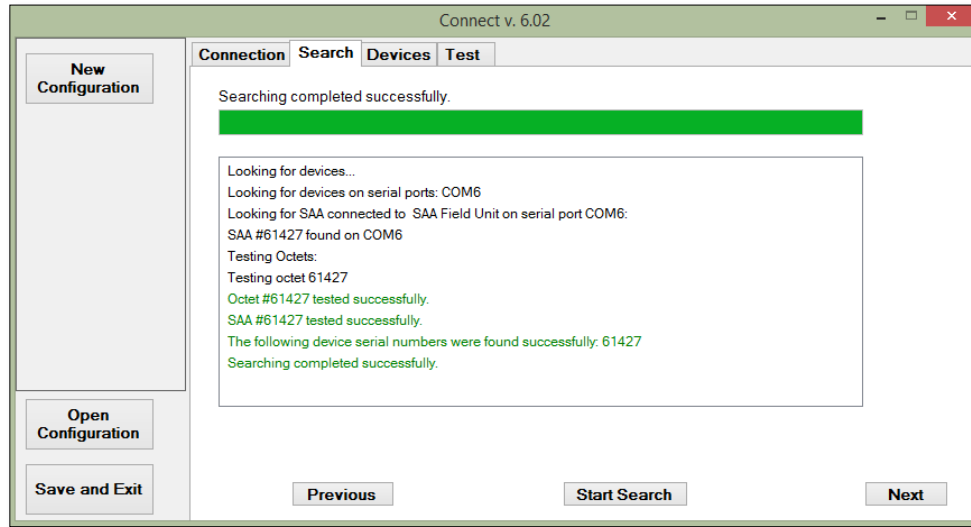 Connect v. 6.02
New
Configuration
Connection Search Devices Test
Searching completed successfully.
Looking for devices...
Looking for devices on serial ports: COM6
Looking for SAA connected to  SAA Field Unit on serial port COM6:
SAA #61427 found on COM6
Testing Octets:
Testing octet 61427
Octet #61427 tested successfully.
SAA #61427 tested successfully.
The following device serial numbers were found successfully: 61427
Searching completed successfully.
Open
Configuration
Save and Exit
Previous
Start Search
Next